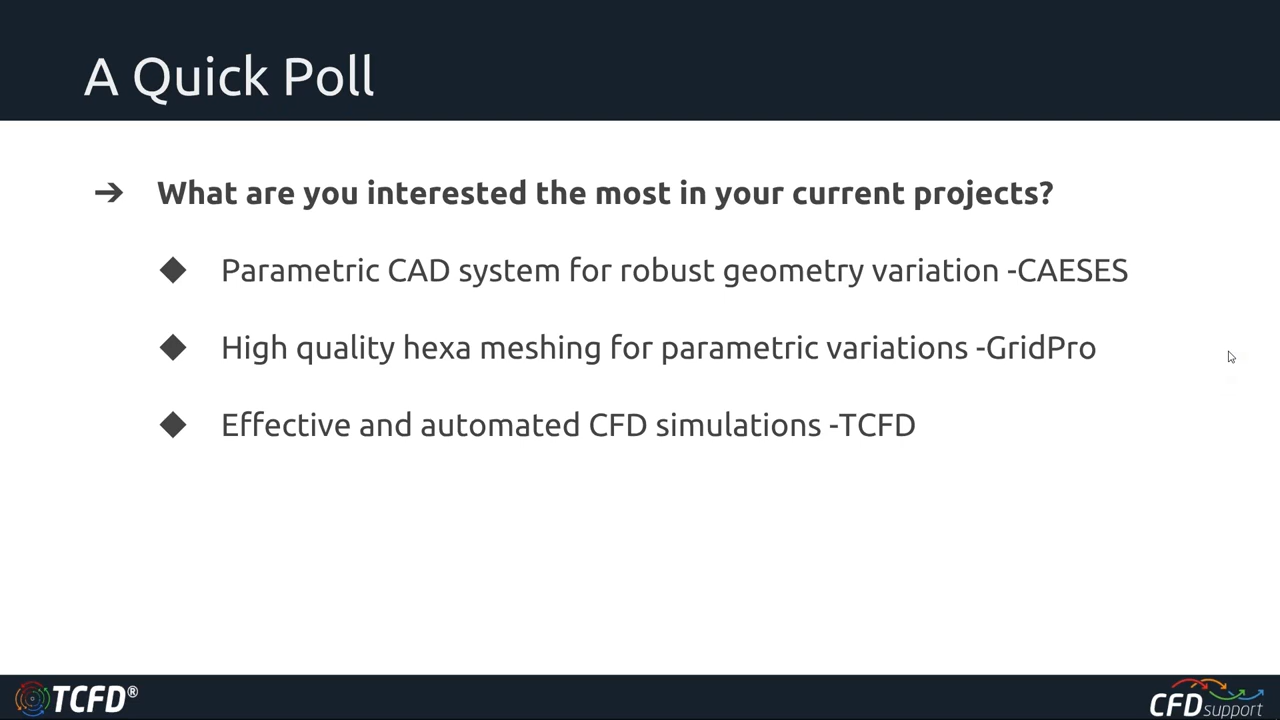 A Quick Poll
➔ What are you interested the most in your current projects?
◆ Parametric CAD system for robust geometry variation -CAESES
◆ High quality hexa meshing for parametric variations -GridPro
◆ Effective and automated CFD simulations -TCFD
TCFD®
CFD support